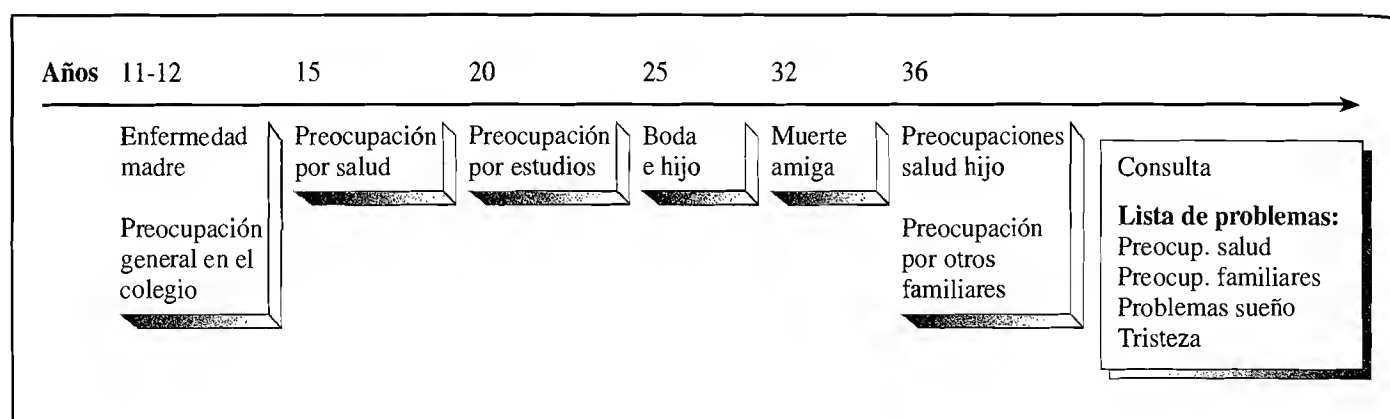 Años 11-12 15 20 25 32 36
Enfermedad
madre
Preocupación
general en el
colegio
Preocupación
por salud
Preocupación
por estudios
Boda
e hijo
Muerte
amiga
Preocupaciones
salud hijo
Preocupación
por otros
familiares
Consulta
Lista de problemas:
Preocup. salud
Preocup. familiares
Problemas sueño
Tristeza